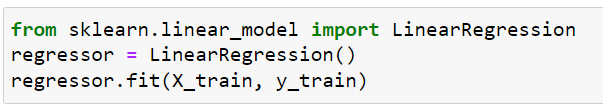 from sklearn.linear_model import LinearRegression
regressor = LinearRegression()
regressor.fit(X_train, y_train)